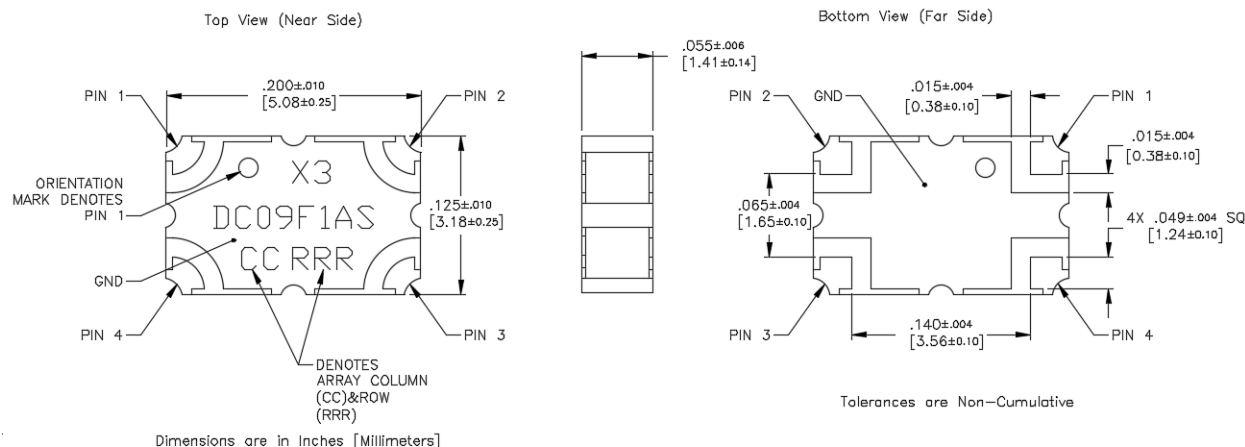 Top View (Near Side)
.200±.010
[5.08±0.25]
PIN 1
PIN 2
X3
ORIENTATION
MARK DENOTES
PIN 1
DC09F1AS
.125±.010
[3.18±0.25]
CC RRR
GND
PIN 4
PIN 3
DENOTES
ARRAY COLUMN
(CC)&ROW
(RRR)
Dimensions are in Inches [Millimeters]
.055±.006
[1.41±0.14]
Bottom View (Far Side)
PIN 2
GND
.015±.004
[0.38±0.10]
PIN 1
.015±.004
[0.38±0.10]
.065±.004
[1.65±0.10]
4X .049±.004 SQ
[1.24±0.10]
PIN 3
.140±.004
[3.56±0.10]
PIN 4
Tolerances are Non-Cumulative